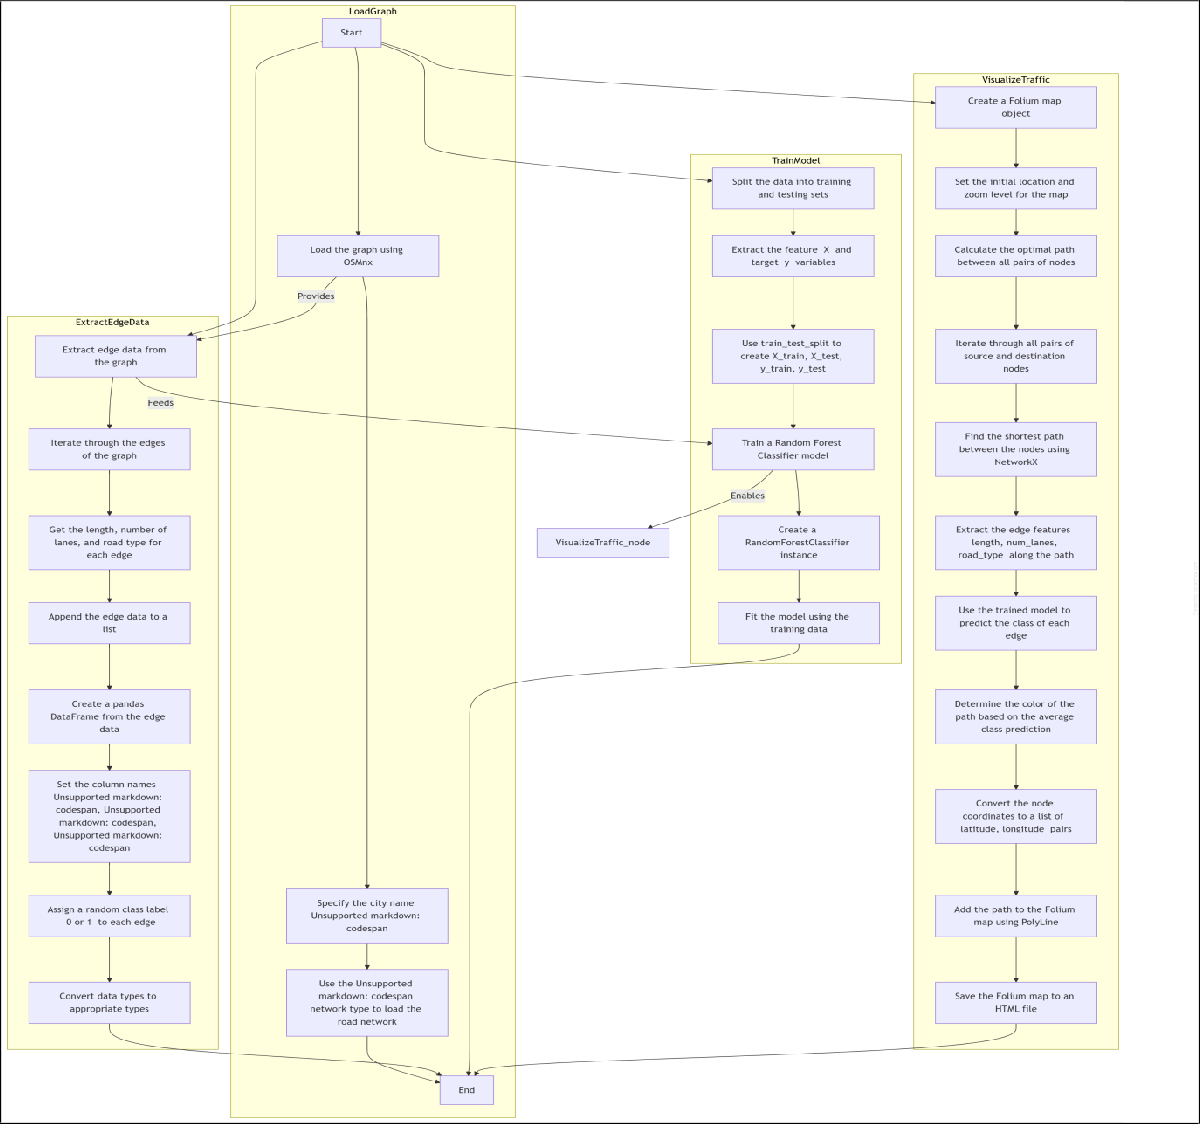 LoadGraph
Start
Load the graph using
OSMnx
Provides
Specify the city name
Unsupported markdown:
codespan
Use the Unsupported
markdown: codespan
network type to load the
road network
End
ExtractEdgeData
Extract edge data from
the graph
Feeds
Iterate through the edges
of the graph
Get the length, number of
lanes, and road type for
each edge
Append the edge data to a
list
Create a pandas
DataFrame from the edge
data
Set the column names
Unsupported markdown:
codespan, Unsupported
markdown: codespan,
Unsupported markdown:
codespan
Assign a random class label
0 or 1 to each edge
Convert data types to
appropriate types
TrainModel
Split the data into training
and testing sets
Extract the feature X and
target y variables
Use train_test_split to
create X_train, X_test,
y_train, y_test
Train a Random Forest
Classifier model
Enables
VisualizeTraffic_node
Create a
RandomForestClassifier
instance
Fit the model using the
training data
VisualizeTraffic
Create a Folium map
object
Set the initial location and
zoom level for the map
Calculate the optimal path
between all pairs of nodes
Iterate through all pairs of
source and destination
nodes
Find the shortest path
between the nodes using
NetworkX
Extract the edge features
length, num_lanes,
road_type along the path
Use the trained model to
predict the class of each
edge
Determine the color of the
path based on the average
class prediction
Convert the node
coordinates to a list of
latitude, longitude pairs
Add the path to the Folium
map using PolyLine
Save the Folium map to an
HTML file